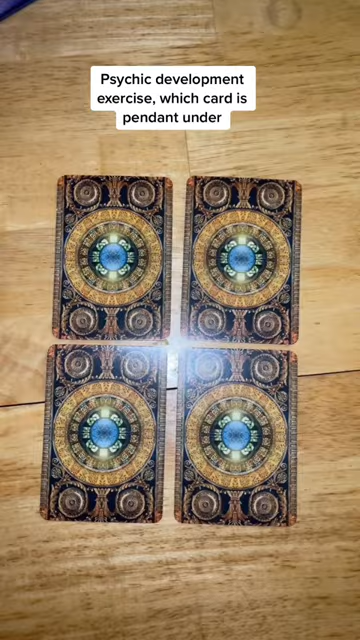 Psychic development
exercise, which card is
pendant under